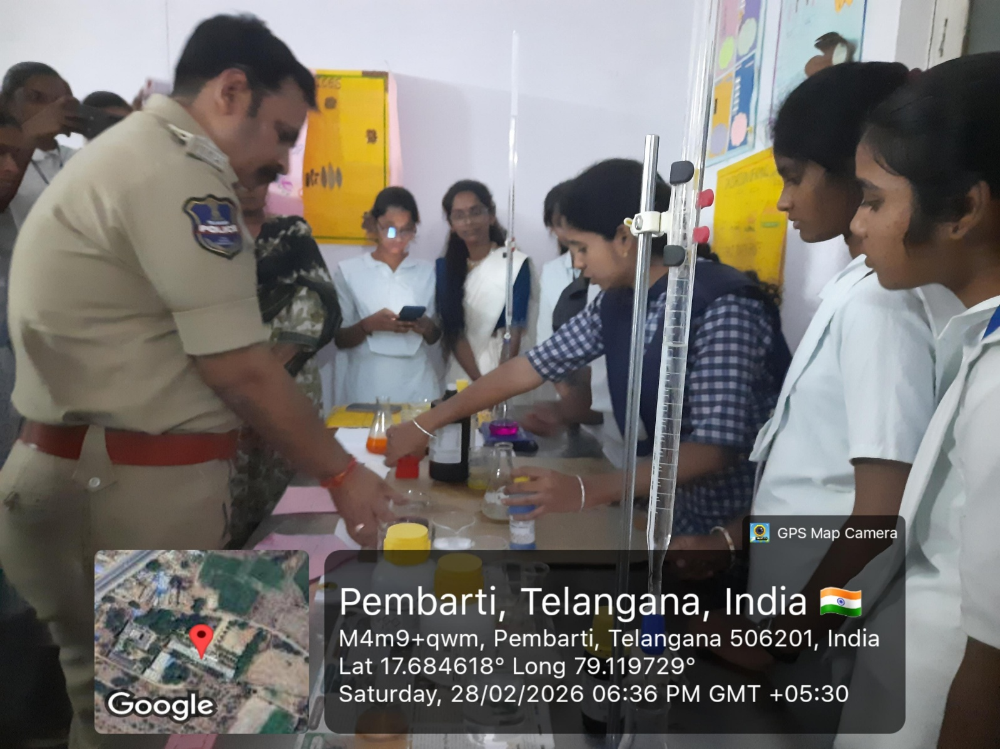 POLICE
GPS Map Camera
Pembarti, Telangana, India
M4m9+qwm, Pembarti, Telangana 506201, India
Lat 17.684618° Long 79.119729°
Saturday, 28/02/2026 06:36 PM GMT +05:30
Google